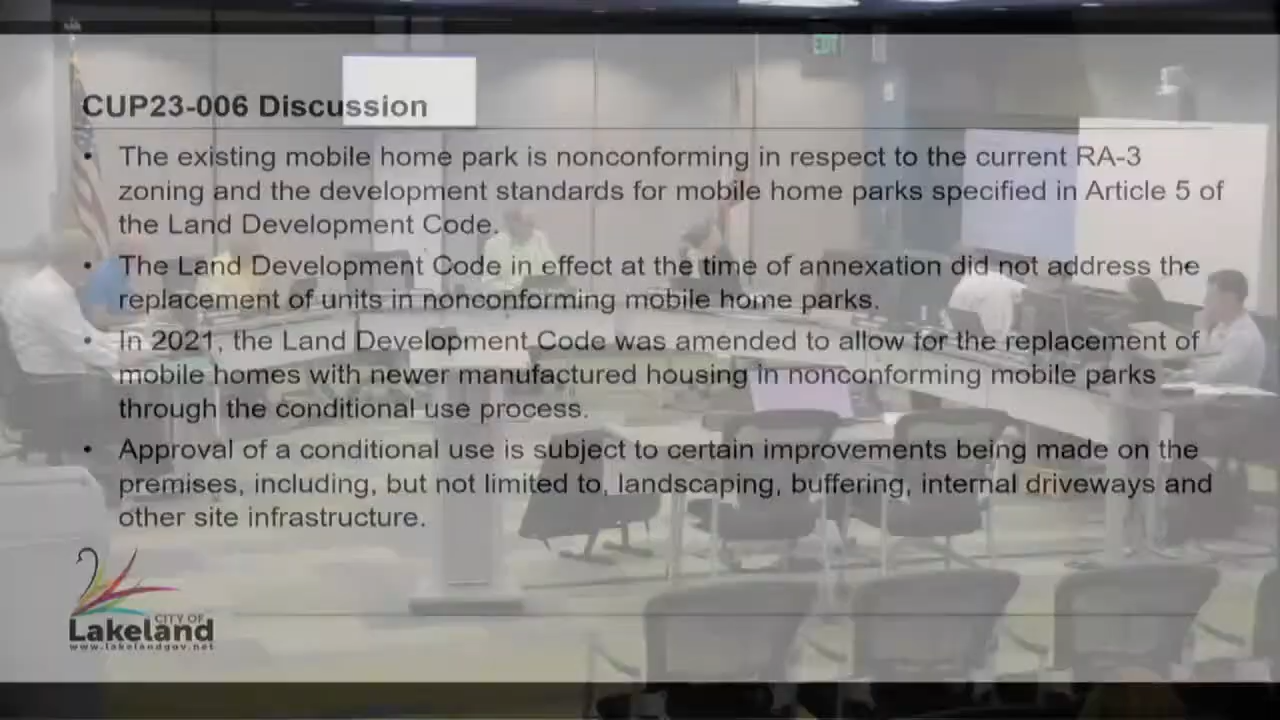 EXIT
CUP23-006 Discussion
• The existing mobile home park is nonconforming in respect to the current RA-3
zoning and the development standards for mobile home parks specified in Article 5 of
the Land Development Code.
• The Land Development Code in effect at the time of annexation did not address the
replacement of units in nonconforming mobile home parks.
• In 2021, the Land Development Code was amended to allow for the replacement of
mobile homes with newer manufactured housing in nonconforming mobile parks
through the conditional use process.
• Approval of a conditional use is subject to certain improvements being made on the
premises, including, but not limited to, landscaping, buffering, internal driveways and
other site infrastructure.
CITY OF
Lakeland
www.lakelandgov.net